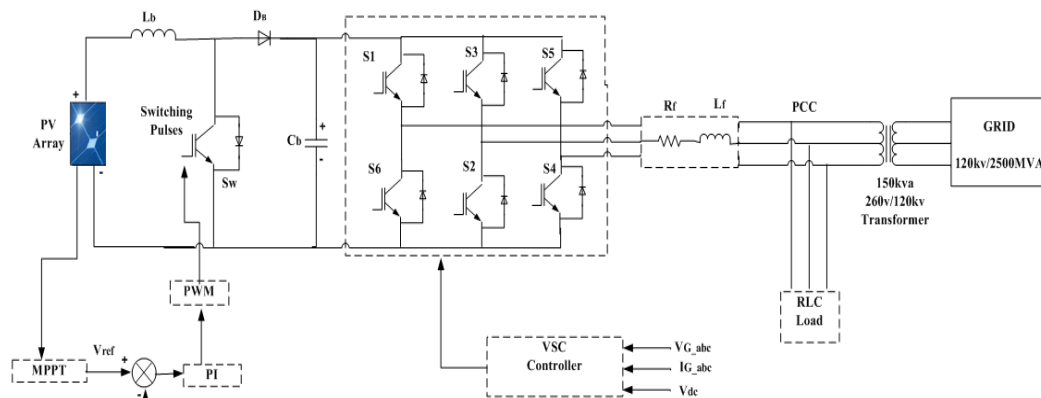 Lb
DB
S1
S3
S5
+
PV
Array
-
Switching
Pulses
Sw
+
Cb
-
S6
S2
S4
Rf
Lf
PCC
GRID
120kv/2500MVA
150kva
260v/120kv
Transformer
RLC
Load
PWM
MPPT
Vref
+
-
PI
VSC
Controller
VG_abc
IG_abc
Vdc